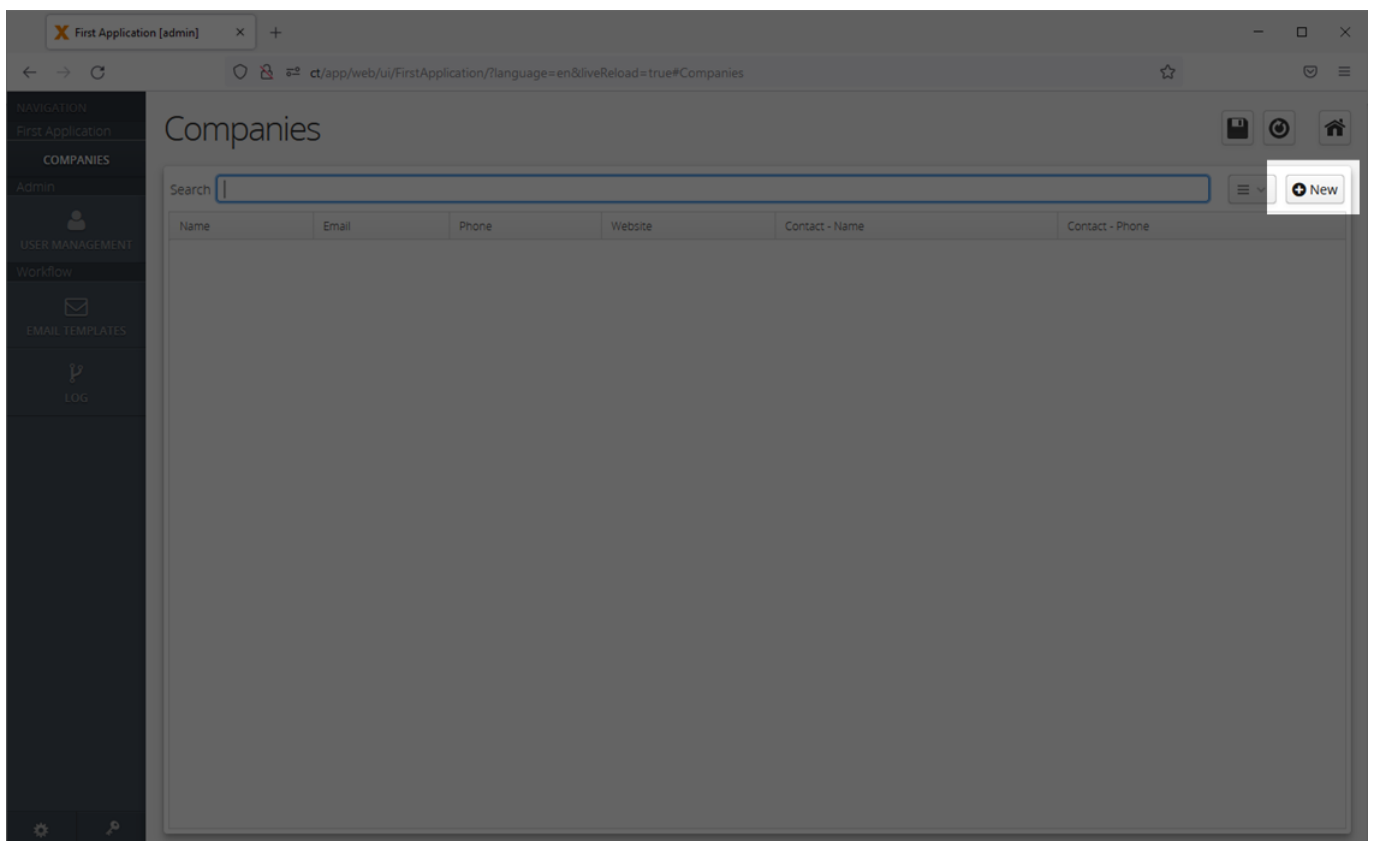 First Application [admin]
ct/app/web/ui/FirstApplication/?language=en&liveReload=true#Companies
NAVIGATION
First Application
COMPANIES
Admin
USER MANAGEMENT
Workflow
EMAIL TEMPLATES
LOG
Companies
Search
New
Name Email Phone Website Contact - Name Contact - Phone